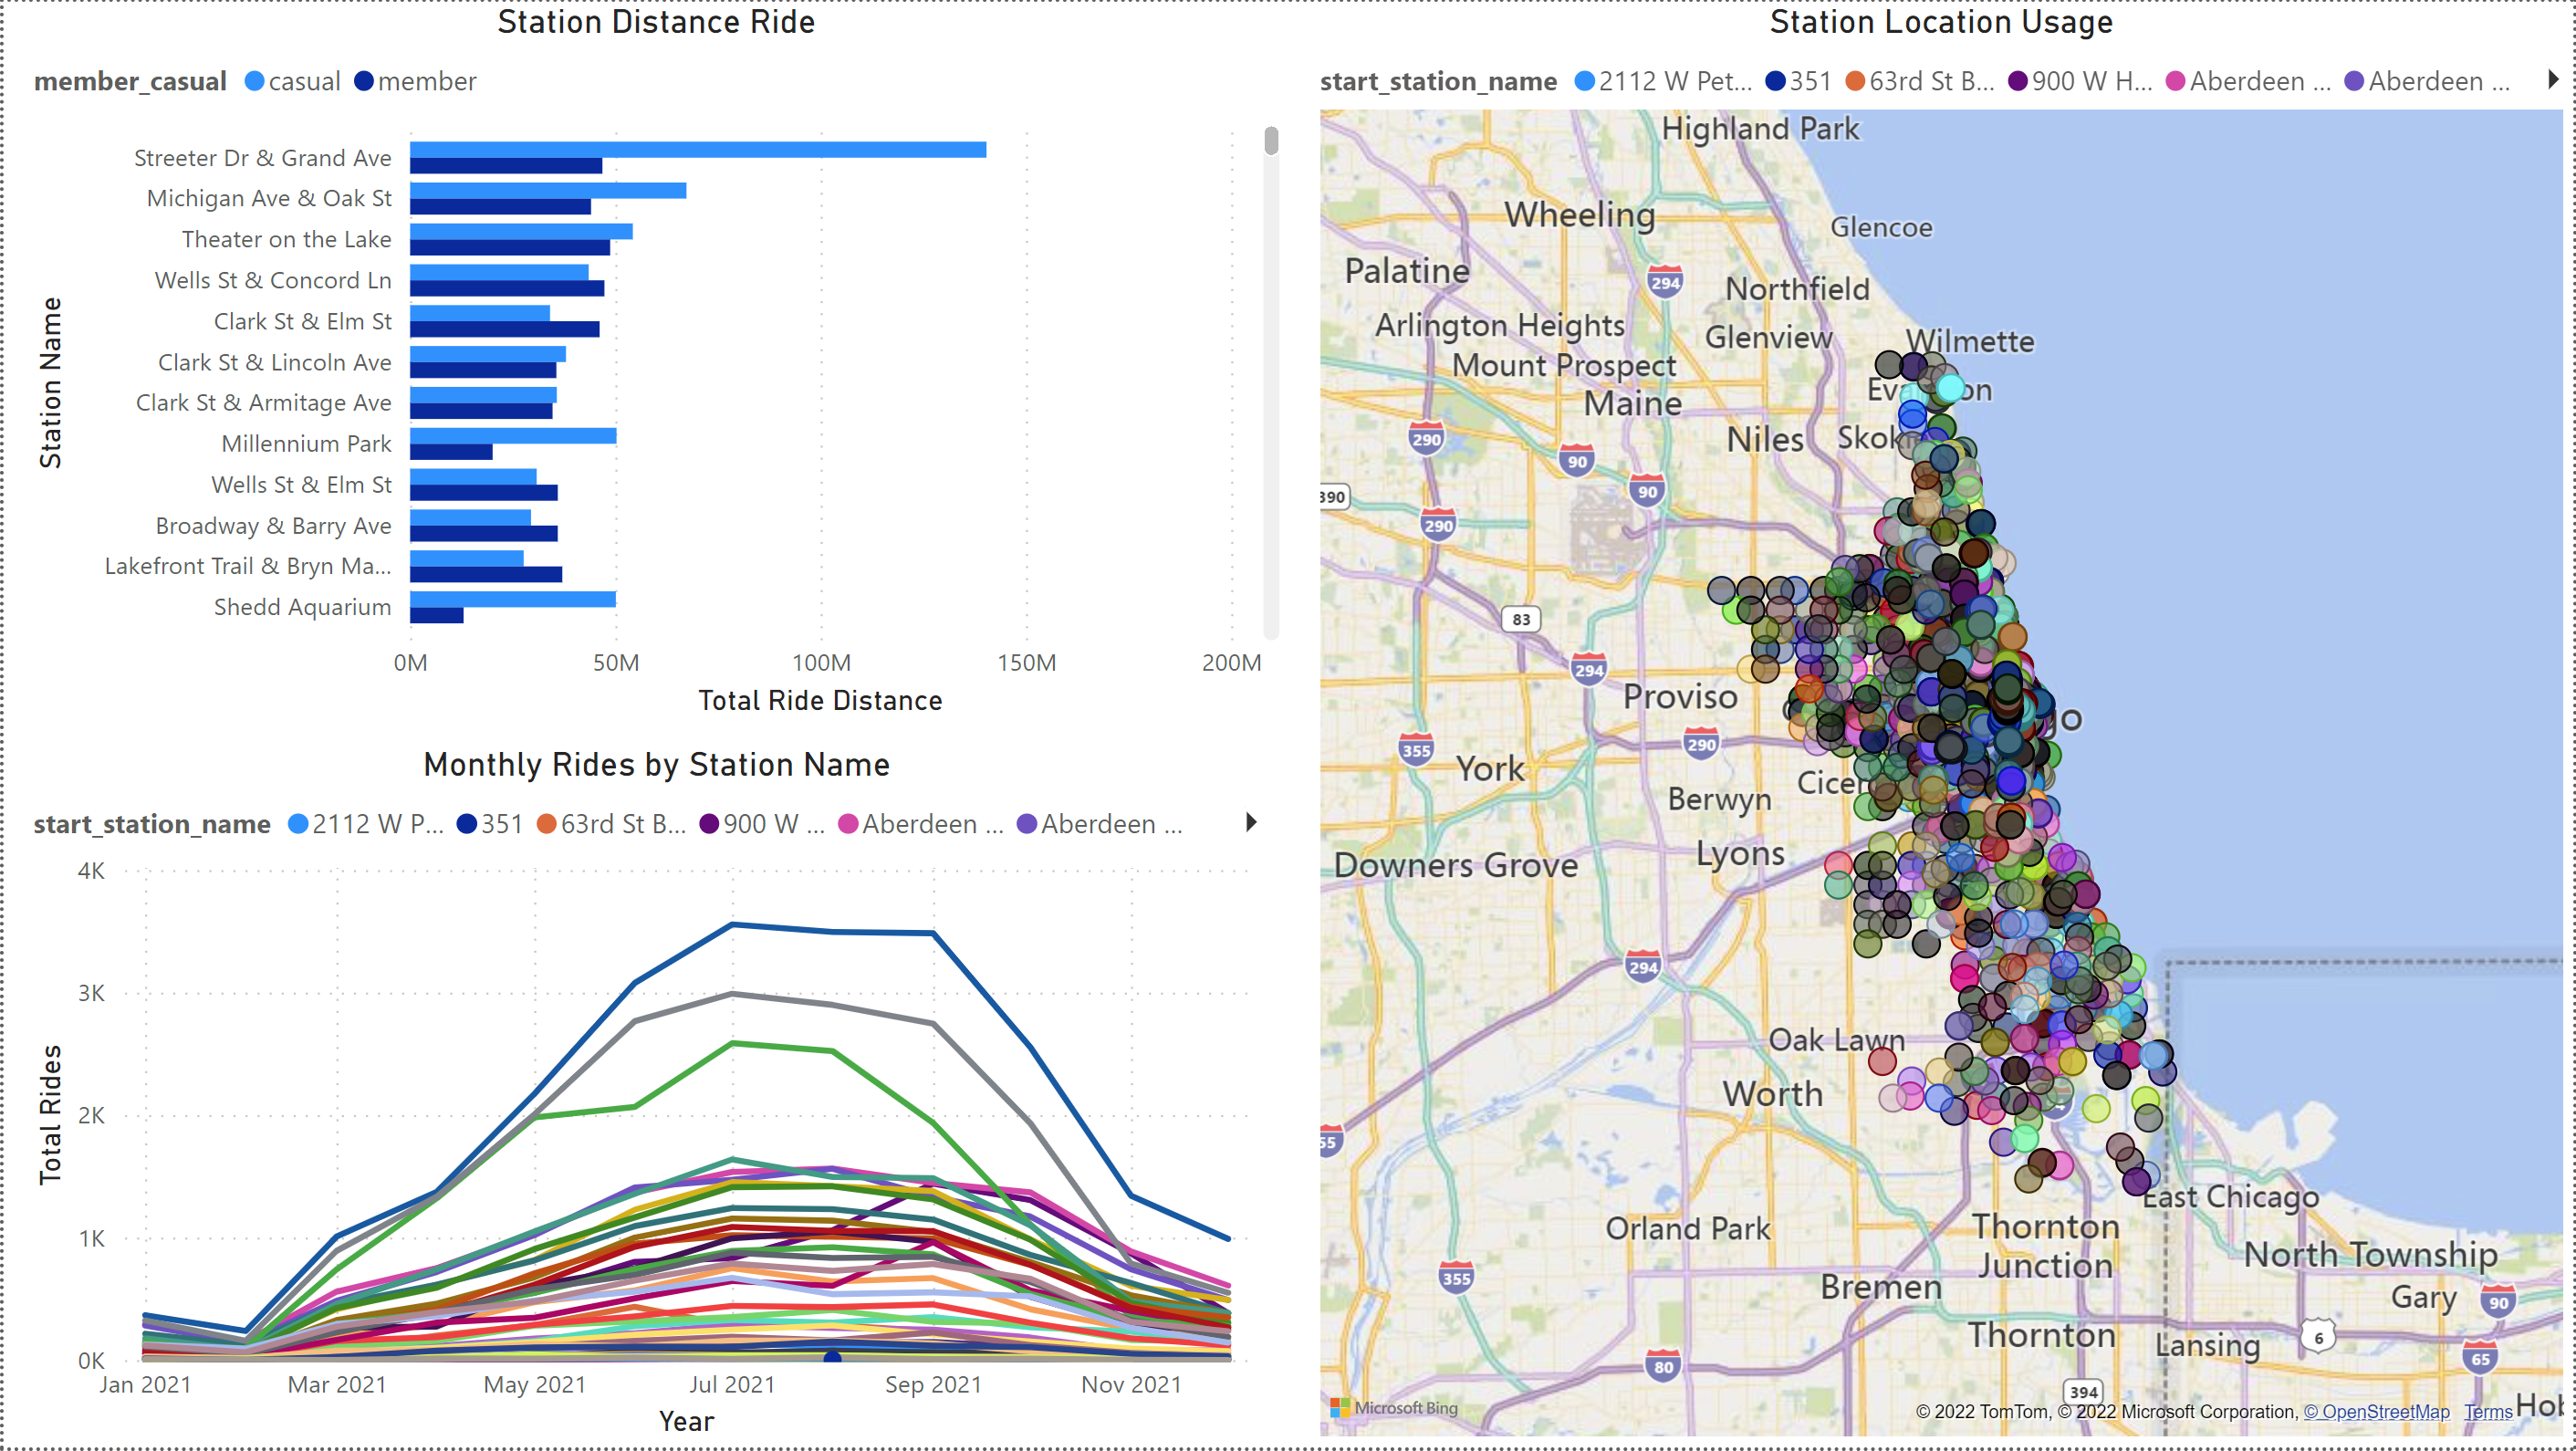 Station Distance Ride
member_casual casual member
Station Name
Streeter Dr & Grand Ave
Michigan Ave & Oak St
Theater on the Lake
Wells St & Concord Ln
Clark St & Elm St
Clark St & Lincoln Ave
Clark St & Armitage Ave
Millennium Park
Wells St & Elm St
Broadway & Barry Ave
Lakefront Trail & Bryn Ma...
Shedd Aquarium
0M 50M 100M 150M 200M
Total Ride Distance
Monthly Rides by Station Name
start_station_name 2112 W P... 351 63rd St B... 900 W ... Aberdeen ... Aberdeen ...
Total Rides
4K
3K
2K
1K
0K
Jan 2021 Mar 2021 May 2021 Jul 2021 Sep 2021 Nov 2021
Year
Station Location Usage
start_station_name 2112 W Pet... 351 63rd St B... 900 W H... Aberdeen ... Aberdeen ...
Highland Park
Wheeling
Glencoe
Palatine
294
Northfield
Arlington Heights
Glenview
Wilmette
Mount Prospect
Maine
290
Niles
90
90
390
290
83
294
Proviso
290
355
York
Berwyn
Lyons
Downers Grove
294
Oak Lawn
Worth
55
East Chicago
Orland Park
Thornton
Junction
North Township
355
Bremen
Gary
90
Thornton
Lansing
6
65
80
394
Microsoft Bing
© 2022 TomTom, © 2022 Microsoft Corporation, © OpenStreetMap Terms